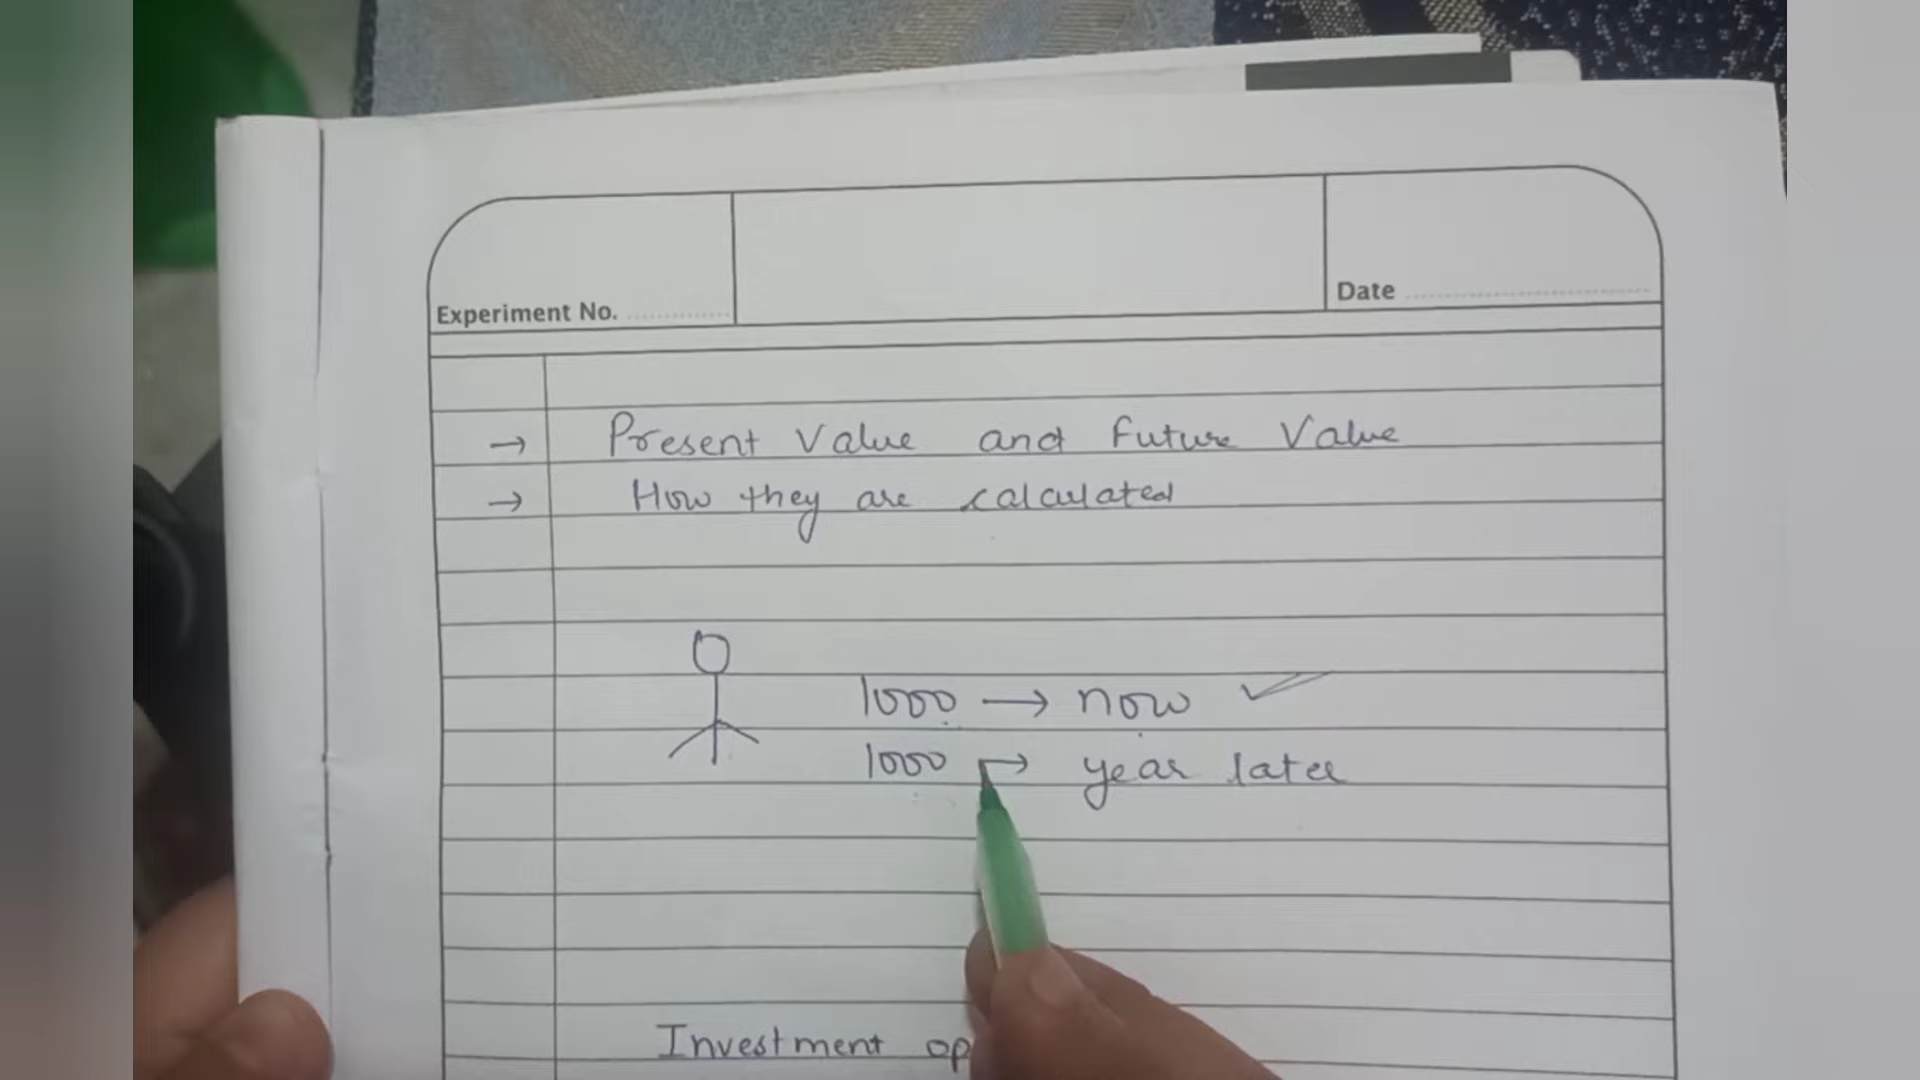 Experiment No.
Date
→ Present Value and Future Value
→ How they are calculated
1000 → now ✓
1000 → year later
Investment